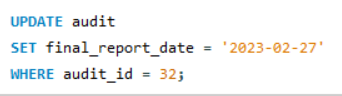 UPDATE audit
SET final_report_date = '2023-02-27'
WHERE audit_id = 32;